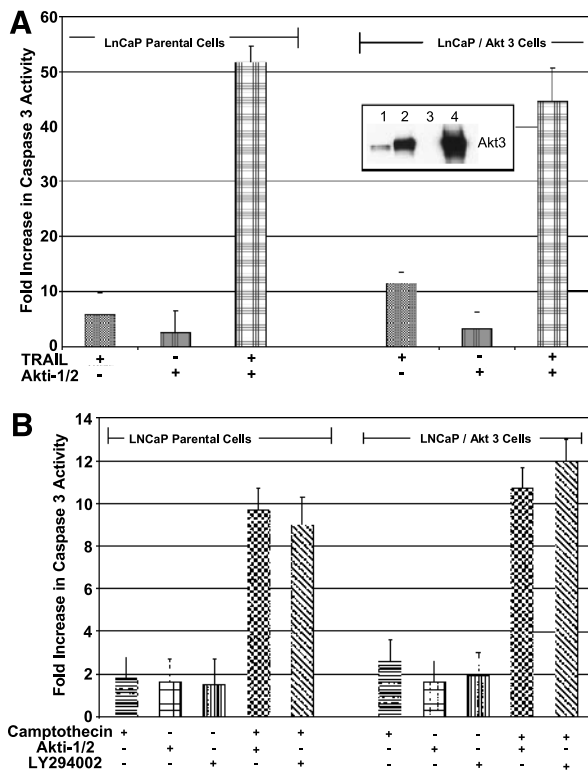 A
LnCaP Parental Cells
LnCaP / Akt 3 Cells
Fold Increase in Caspase 3 Activity
60
50
40
30
20
10
0
1 2 3 4
Akt3
TRAIL + - + + - +
Akti-1/2 - + + - + +
B
LNCaP Parental Cells
LNCaP / Akt 3 Cells
Fold Increase in Caspase 3 Activity
14
12
10
8
6
4
2
0
Camptothecin + - - + + + - - + +
Akti-1/2 - + - + - - + - + -
LY294002 - - + - + - - + - +